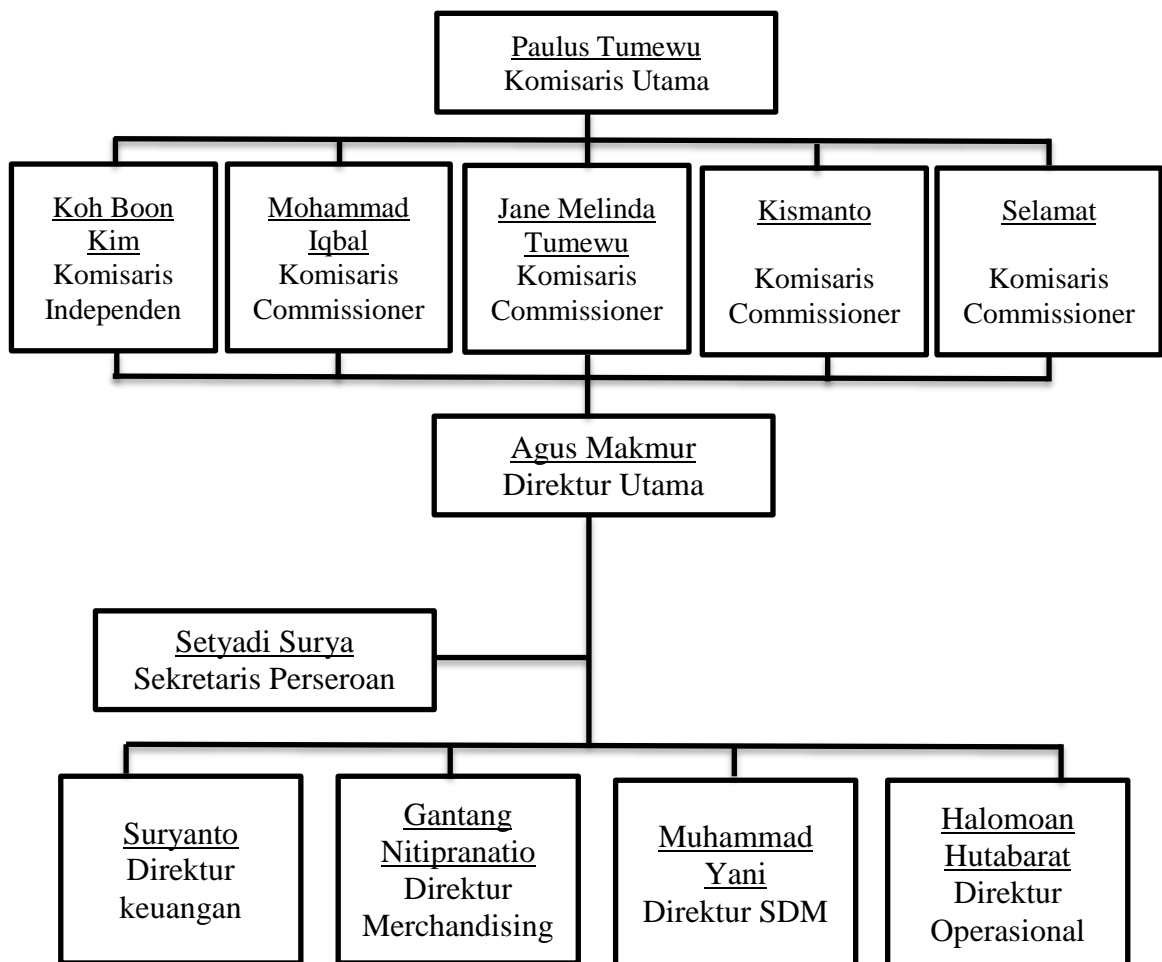 Paulus Tumewu
Komisaris Utama
Koh Boon
Kim
Komisaris
Independen
Mohammad
Iqbal
Komisaris
Commissioner
Jane Melinda
Tumewu
Komisaris
Commissioner
Kismanto
Komisaris
Commissioner
Selamat
Komisaris
Commissioner
Agus Makmur
Direktur Utama
Setyadi Surya
Sekretaris Perseroan
Suryanto
Direktur
keuangan
Gantang
Nitipranatio
Direktur
Merchandising
Muhammad
Yani
Direktur SDM
Halomoan
Hutabarat
Direktur
Operasional